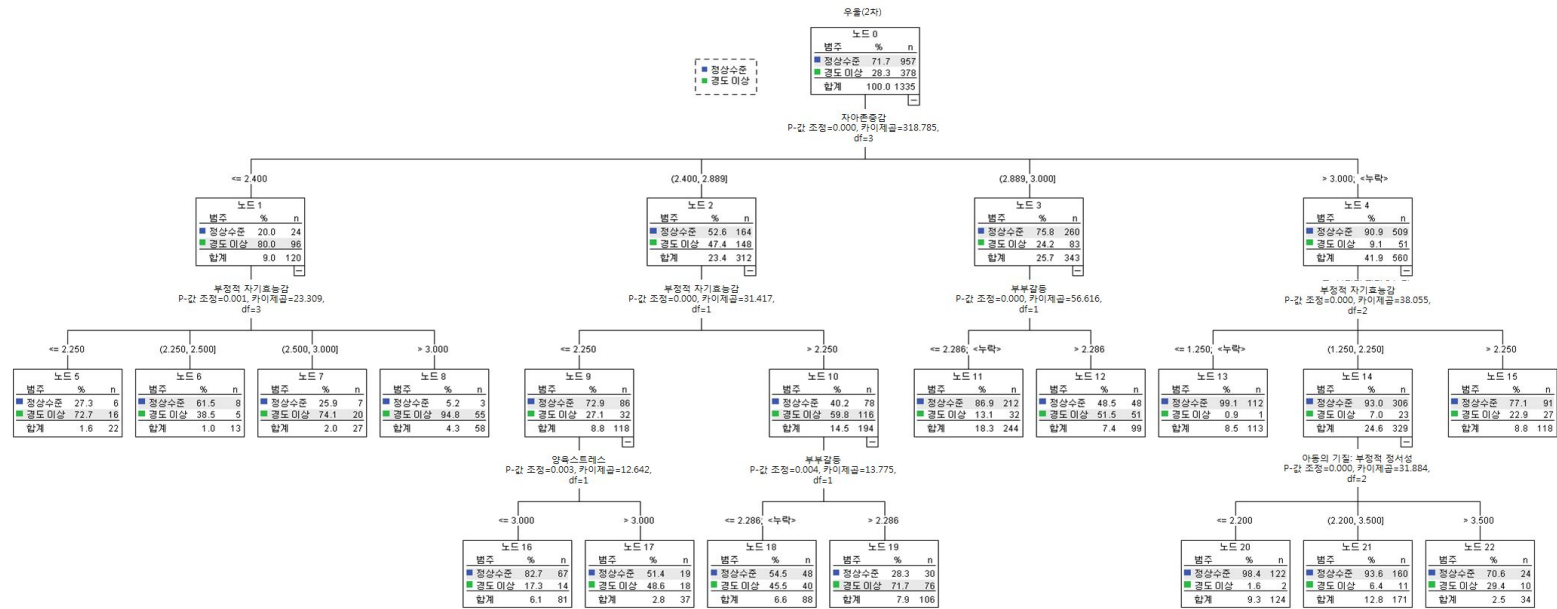 우울(2차)
정상수준
경도 이상
노드 0
범주 % n
정상수준 71.7 957
경도 이상 28.3 378
합계 100.0 1335
자아존중감
P-값 조정=0.000, 카이제곱=318.785,
df=3
<= 2.400
(2.400, 2.889]
(2.889, 3.000]
> 3.000; <누락>
노드 1
범주 % n
정상수준 20.0 24
경도 이상 80.0 96
합계 9.0 120
노드 2
범주 % n
정상수준 52.6 164
경도 이상 47.4 148
합계 23.4 312
노드 3
범주 % n
정상수준 75.8 260
경도 이상 24.2 83
합계 25.7 343
노드 4
범주 % n
정상수준 90.9 509
경도 이상 9.1 51
합계 41.9 560
부정적 자기효능감
P-값 조정=0.001, 카이제곱=23.309,
df=3
부정적 자기효능감
P-값 조정=0.000, 카이제곱=31.417,
df=1
부부갈등
P-값 조정=0.000, 카이제곱=56.616,
df=1
부정적 자기효능감
P-값 조정=0.000, 카이제곱=38.055,
df=2
<= 2.250
(2.250, 2.500]
(2.500, 3.000]
> 3.000
<= 2.250
> 2.250
<= 2.286; <누락>
> 2.286
<= 1.250; <누락>
(1.250, 2.250]
> 2.250
노드 5
범주 % n
정상수준 27.3 6
경도 이상 72.7 16
합계 1.6 22
노드 6
범주 % n
정상수준 61.5 8
경도 이상 38.5 5
합계 1.0 13
노드 7
범주 % n
정상수준 25.9 7
경도 이상 74.1 20
합계 2.0 27
노드 8
범주 % n
정상수준 5.2 3
경도 이상 94.8 55
합계 4.3 58
노드 9
범주 % n
정상수준 72.9 86
경도 이상 27.1 32
합계 8.8 118
노드 10
범주 % n
정상수준 40.2 78
경도 이상 59.8 116
합계 14.5 194
노드 11
범주 % n
정상수준 86.9 212
경도 이상 13.1 32
합계 18.3 244
노드 12
범주 % n
정상수준 48.5 48
경도 이상 51.5 51
합계 7.4 99
노드 13
범주 % n
정상수준 99.1 112
경도 이상 0.9 1
합계 8.5 113
노드 14
범주 % n
정상수준 93.0 306
경도 이상 7.0 23
합계 24.6 329
노드 15
범주 % n
정상수준 77.1 91
경도 이상 22.9 27
합계 8.8 118
양육스트레스
P-값 조정=0.003, 카이제곱=12.642,
df=1
부부갈등
P-값 조정=0.004, 카이제곱=13.775,
df=1
아동의 기질: 부정적 정서성
P-값 조정=0.000, 카이제곱=31.884,
df=2
<= 3.000
> 3.000
<= 2.286; <누락>
> 2.286
<= 2.200
(2.200, 3.500]
> 3.500
노드 16
범주 % n
정상수준 82.7 67
경도 이상 17.3 14
합계 6.1 81
노드 17
범주 % n
정상수준 51.4 19
경도 이상 48.6 18
합계 2.8 37
노드 18
범주 % n
정상수준 54.5 48
경도 이상 45.5 40
합계 6.6 88
노드 19
범주 % n
정상수준 28.3 30
경도 이상 71.7 76
합계 7.9 106
노드 20
범주 % n
정상수준 98.4 122
경도 이상 1.6 2
합계 9.3 124
노드 21
범주 % n
정상수준 93.6 160
경도 이상 6.4 11
합계 12.8 171
노드 22
범주 % n
정상수준 70.6 24
경도 이상 29.4 10
합계 2.5 34